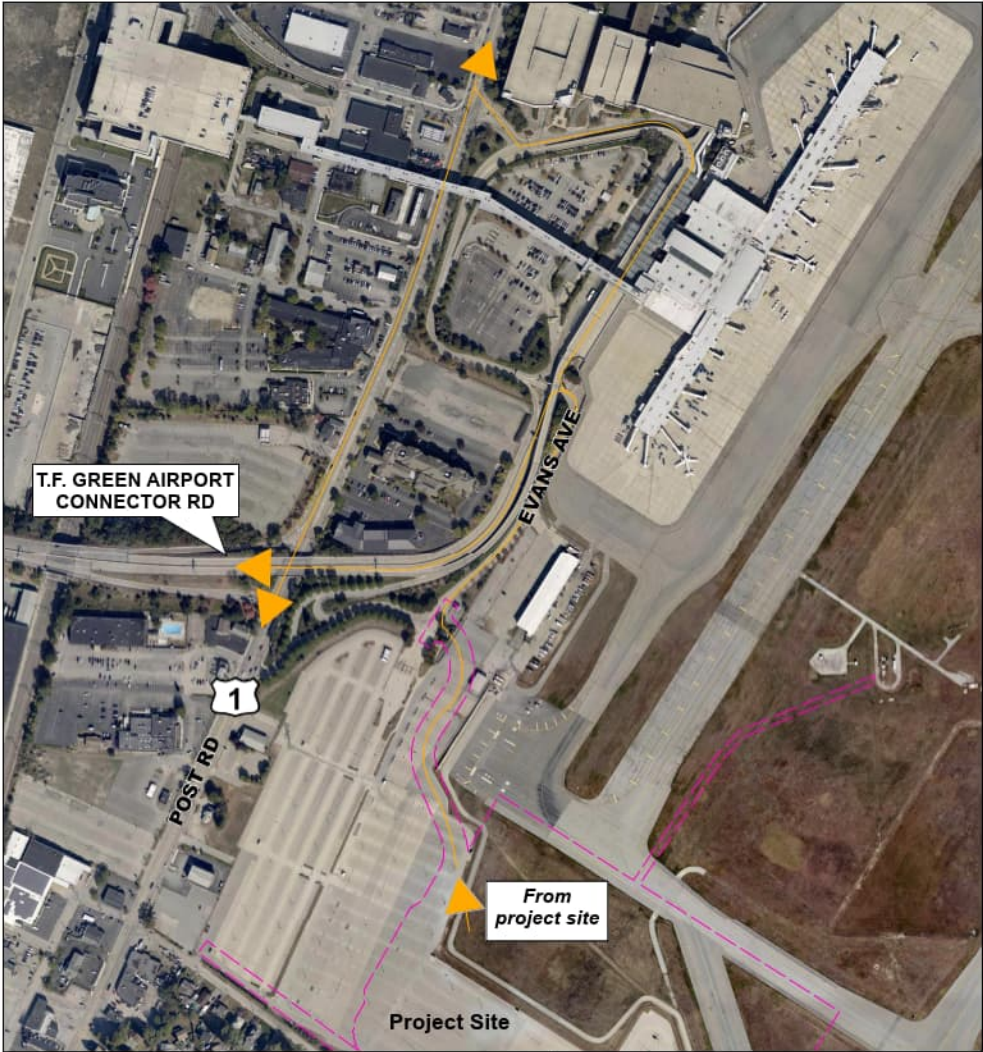 T.F. GREEN AIRPORT
CONNECTOR RD
EVANS AVE
1
POST RD
From
project site
Project Site